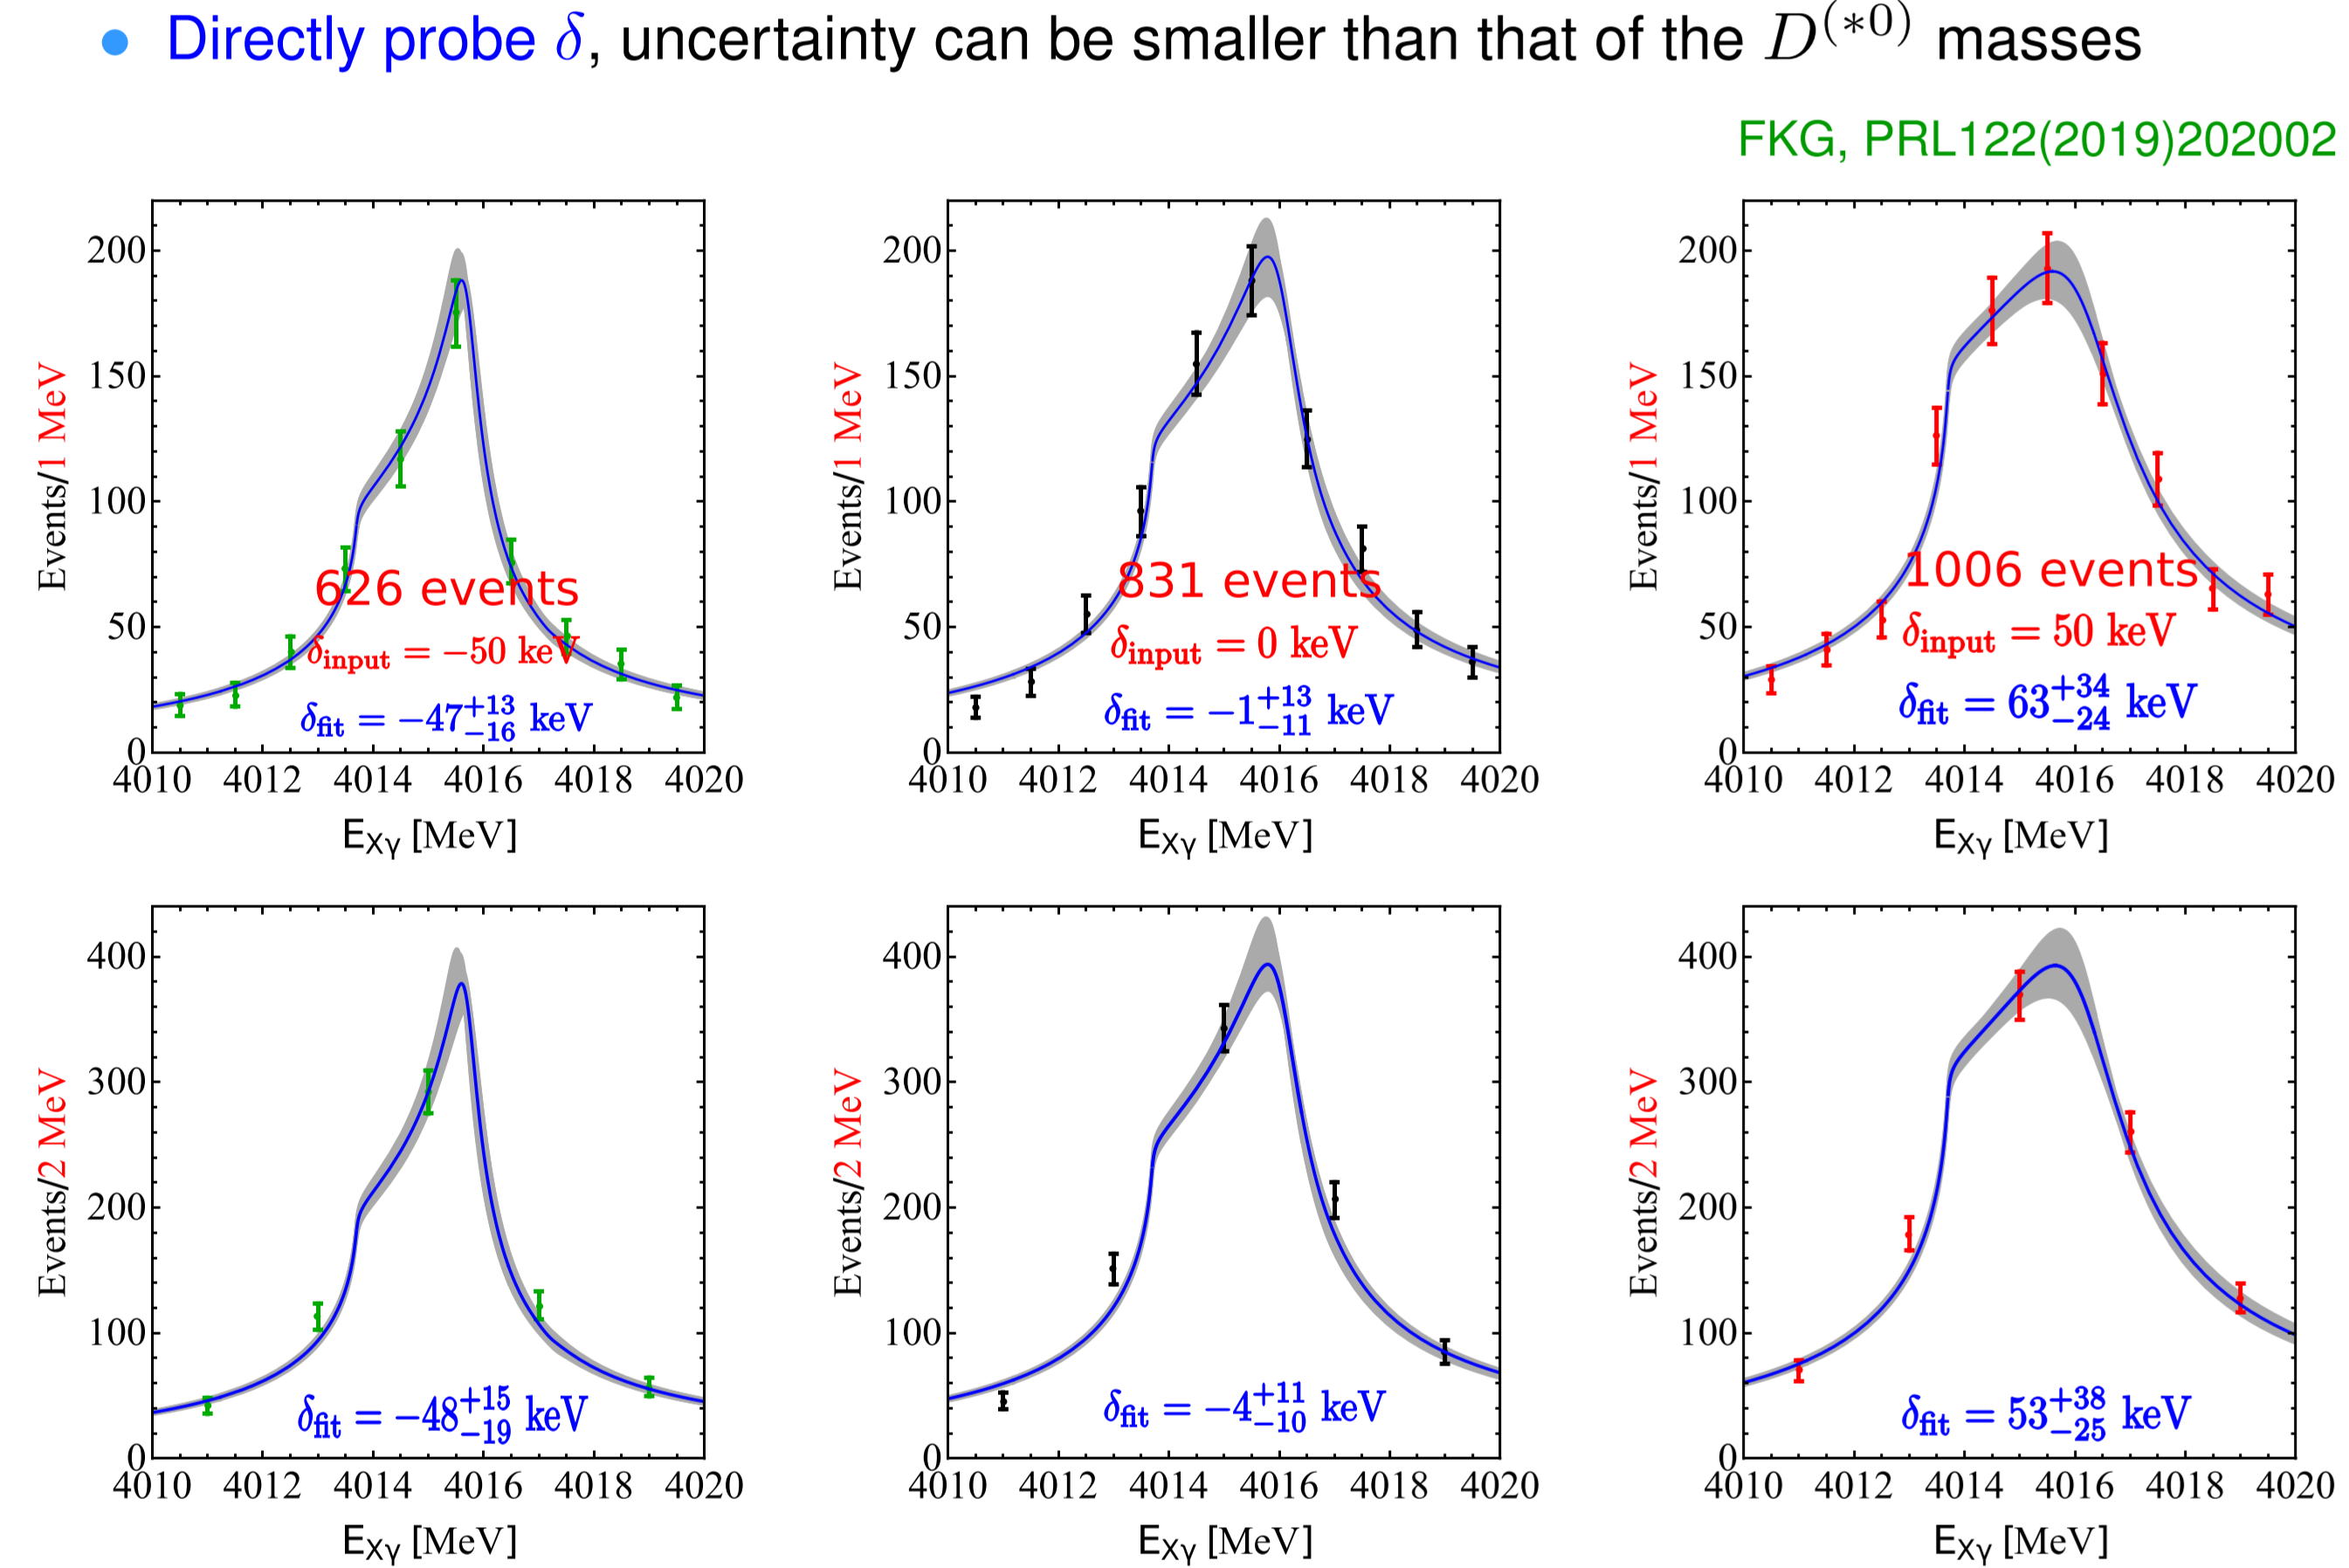 • Directly probe δ, uncertainty can be smaller than that of the D^(*0) masses
FKG, PRL122(2019)202002
Events/1 MeV
200
150
100
50
0
626 events
δ_input = −50 keV
δ_fit = −47^{+13}_{−16} keV
4010 4012 4014 4016 4018 4020
E_Xγ [MeV]
Events/1 MeV
200
150
100
50
0
831 events
δ_input = 0 keV
δ_fit = −1^{+13}_{−11} keV
4010 4012 4014 4016 4018 4020
E_Xγ [MeV]
Events/1 MeV
200
150
100
50
0
1006 events
δ_input = 50 keV
δ_fit = 63^{+34}_{−24} keV
4010 4012 4014 4016 4018 4020
E_Xγ [MeV]
Events/2 MeV
400
300
200
100
0
δ_fit = −48^{+15}_{−19} keV
4010 4012 4014 4016 4018 4020
E_Xγ [MeV]
Events/2 MeV
400
300
200
100
0
δ_fit = −4^{+11}_{−10} keV
4010 4012 4014 4016 4018 4020
E_Xγ [MeV]
Events/2 MeV
400
300
200
100
0
δ_fit = 53^{+38}_{−25} keV
4010 4012 4014 4016 4018 4020
E_Xγ [MeV]